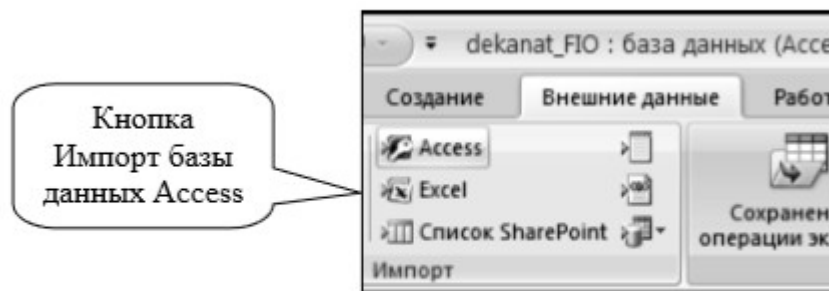 Кнопка
Импорт базы
данных Access
dekanat_FIO : база данных (Acce
Создание Внешние данные Работ
Access
Excel
Список SharePoint
Импорт
Сохранен
операции эк